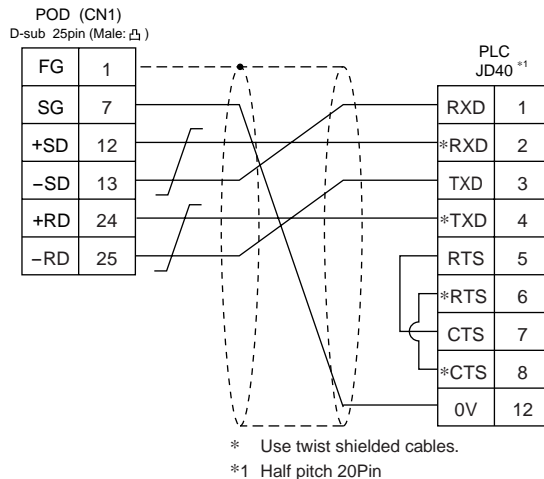 POD (CN1)
D-sub 25pin (Male: )
FG 1
SG 7
+SD 12
−SD 13
+RD 24
−RD 25
PLC
JD40 *1
RXD 1
*RXD 2
TXD 3
*TXD 4
RTS 5
*RTS 6
CTS 7
*CTS 8
0V 12
* Use twist shielded cables.
*1 Half pitch 20Pin